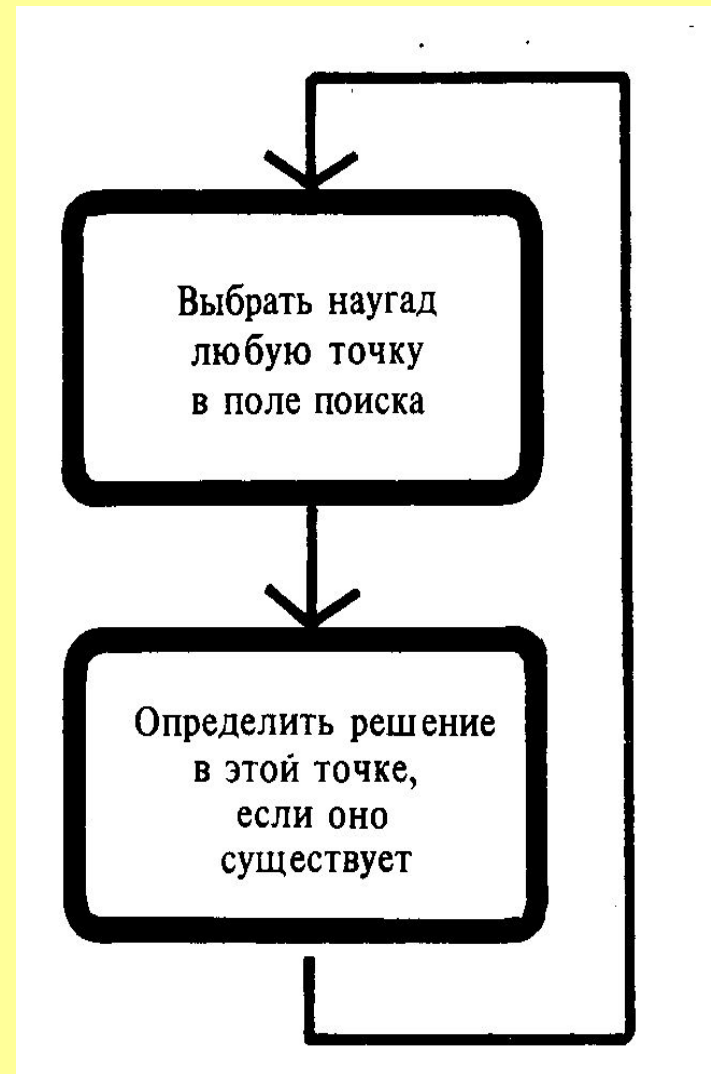 Выбрать наугад
любую точку
в поле поиска
Определить решение
в этой точке,
если оно
существует